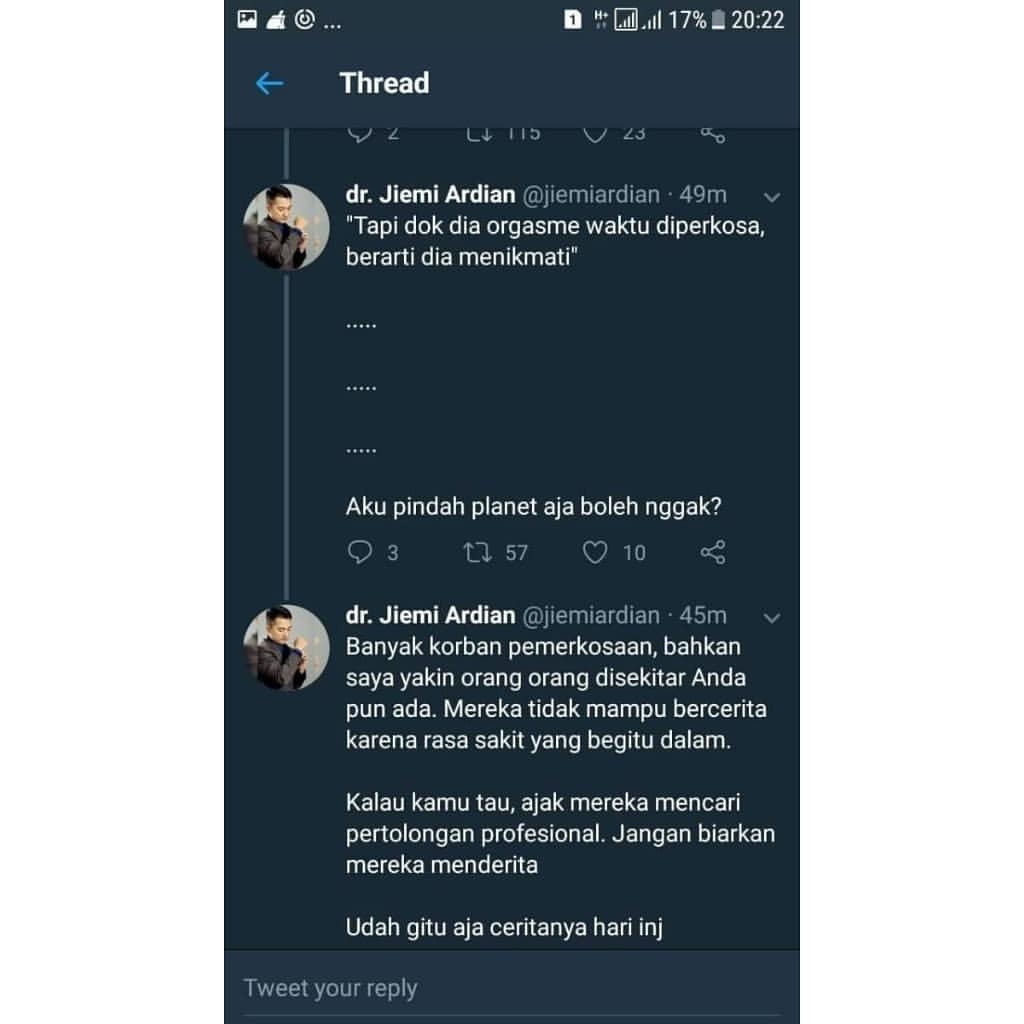 ... 1 H+ 17% 20:22
Thread
2 115 23
dr. Jiemi Ardian @jiemiardian · 49m
"Tapi dok dia orgasme waktu diperkosa,
berarti dia menikmati"
.....
.....
.....
Aku pindah planet aja boleh nggak?
3 57 10
dr. Jiemi Ardian @jiemiardian · 45m
Banyak korban pemerkosaan, bahkan
saya yakin orang orang disekitar Anda
pun ada. Mereka tidak mampu bercerita
karena rasa sakit yang begitu dalam.
Kalau kamu tau, ajak mereka mencari
pertolongan profesional. Jangan biarkan
mereka menderita
Udah gitu aja ceritanya hari inj
Tweet your reply